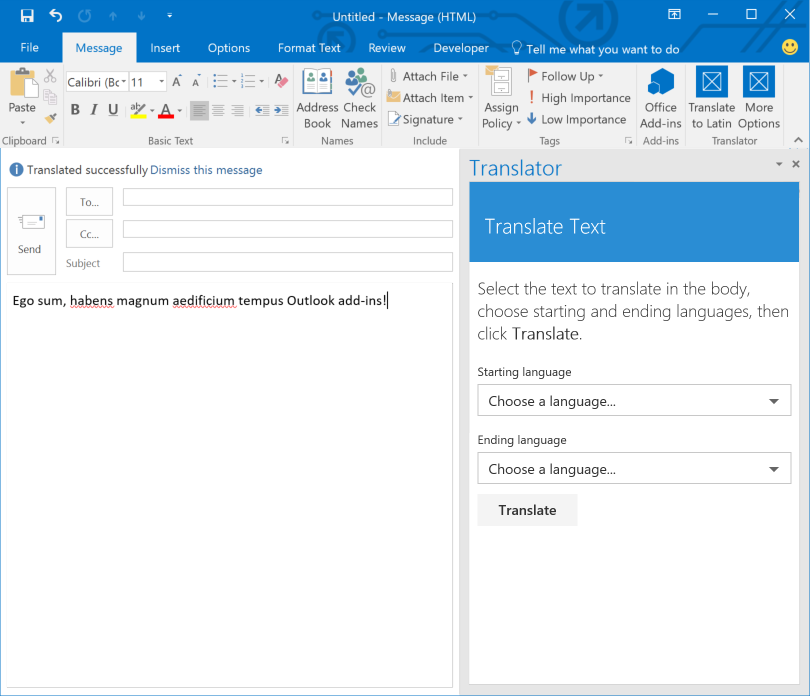 Untitled - Message (HTML)
File Message Insert Options Format Text Review Developer Tell me what you want to do
Paste
Calibri (Bc 11
B I U
Address Book
Check Names
Attach File
Attach Item
Signature
Assign Policy
Follow Up
High Importance
Low Importance
Office Add-ins
Translate to Latin
More Options
Clipboard Basic Text Names Include Tags Add-ins Translator
Translated successfully Dismiss this message
Send
To...
Cc...
Subject
Ego sum, habens magnum aedificium tempus Outlook add-ins!
Translator
Translate Text
Select the text to translate in the body,
choose starting and ending languages, then
click Translate.
Starting language
Choose a language...
Ending language
Choose a language...
Translate